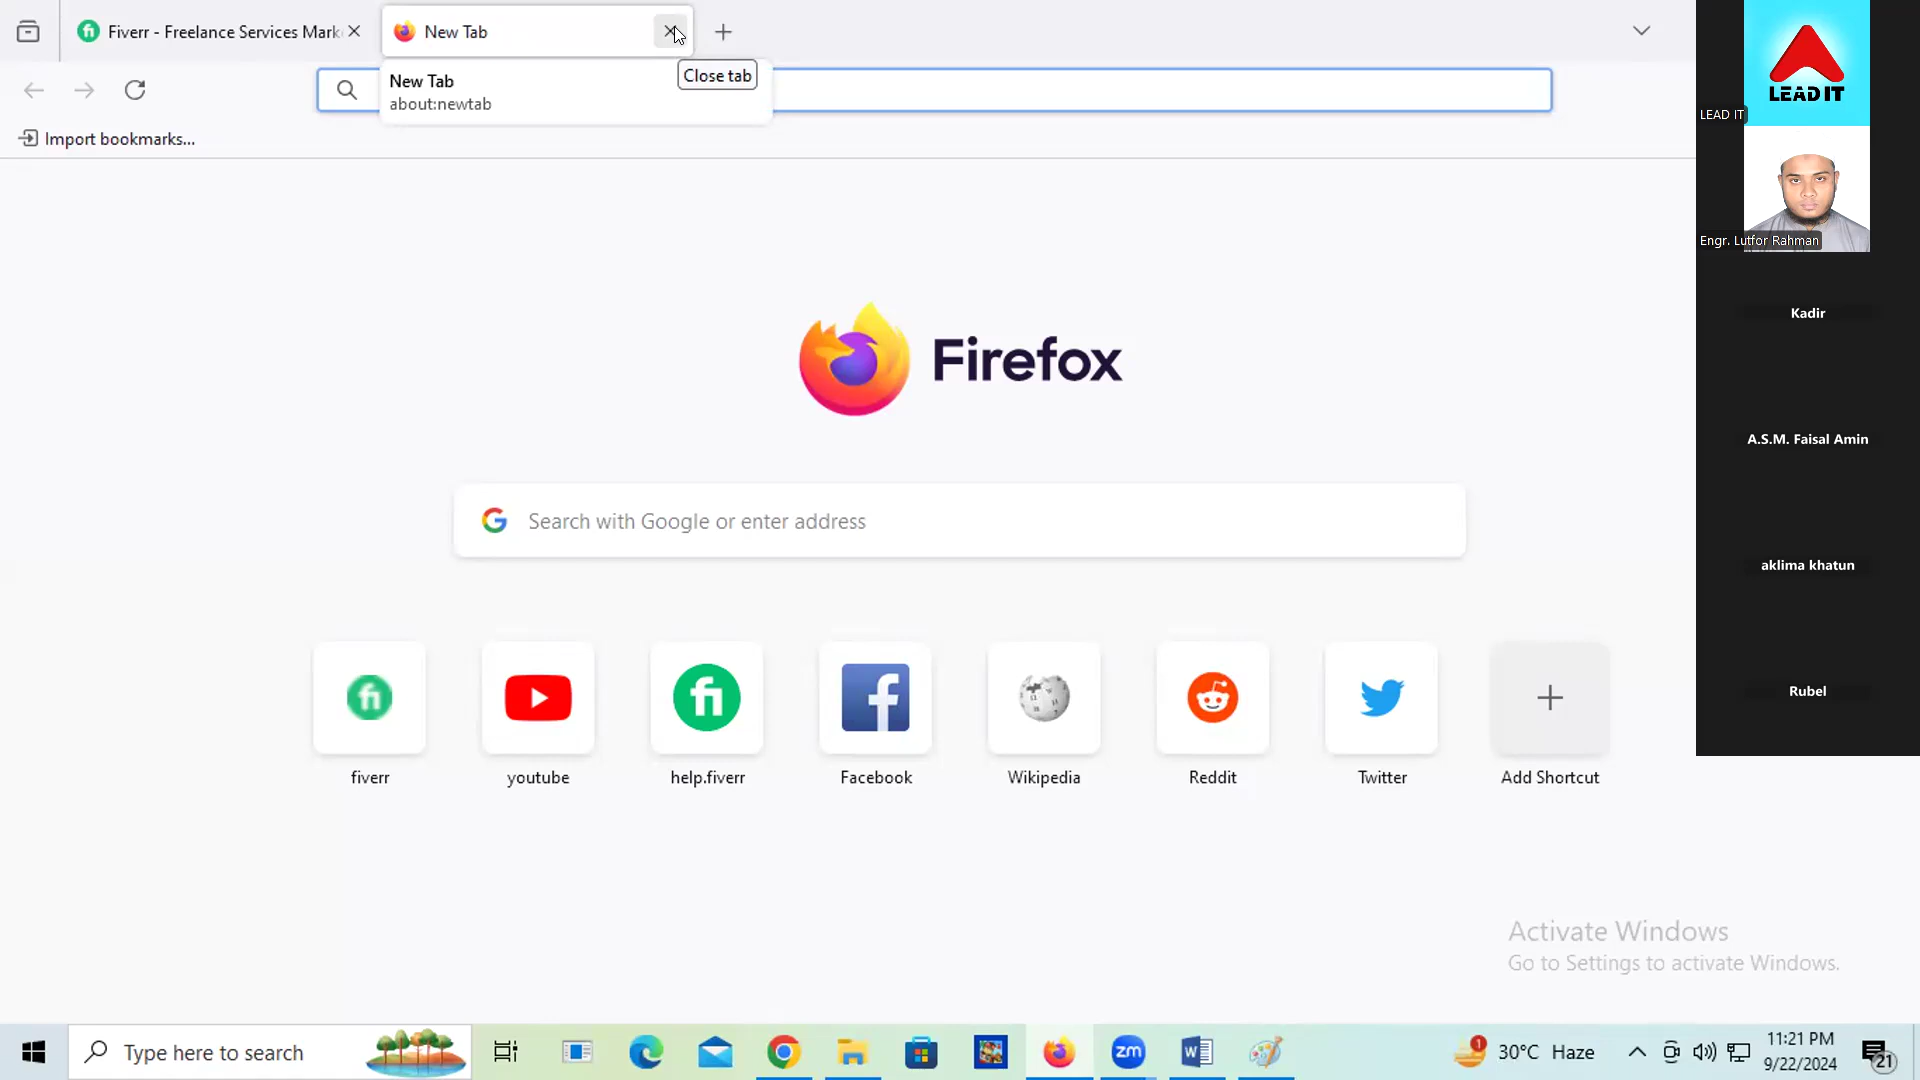 Fiverr - Freelance Services Mark
New Tab
New Tab
about:newtab
Close tab
Import bookmarks...
Firefox
Search with Google or enter address
fiverr
youtube
help.fiverr
Facebook
Wikipedia
Reddit
Twitter
Add Shortcut
LEAD IT
LEAD IT
Engr. Lutfor Rahman
Kadir
A.S.M. Faisal Amin
aklima khatun
Rubel
Activate Windows
Go to Settings to activate Windows.
Type here to search
zm
1
30°C Haze
11:21 PM
9/22/2024
21